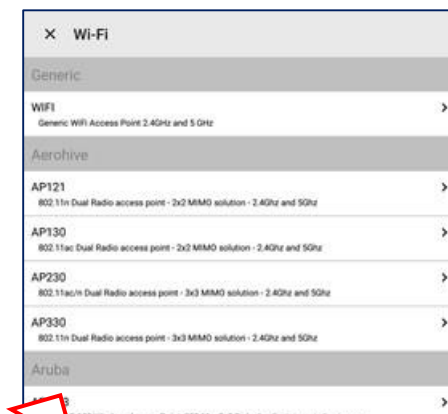 × Wi-Fi
Generic
WIFI
Generic WiFi Access Point 2.4GHz and 5 GHz
Aerohive
AP121
802.11n Dual Radio access point - 2x2 MIMO solution - 2.4Ghz and 5Ghz
AP130
802.11ac Dual Radio access point - 2x2 MIMO solution - 2.4Ghz and 5Ghz
AP230
802.11ac/n Dual Radio access point - 3x3 MIMO solution - 2.4Ghz and 5Ghz
AP330
802.11n Dual Radio access point - 3x3 MIMO solution - 2.4Ghz and 5Ghz
Aruba